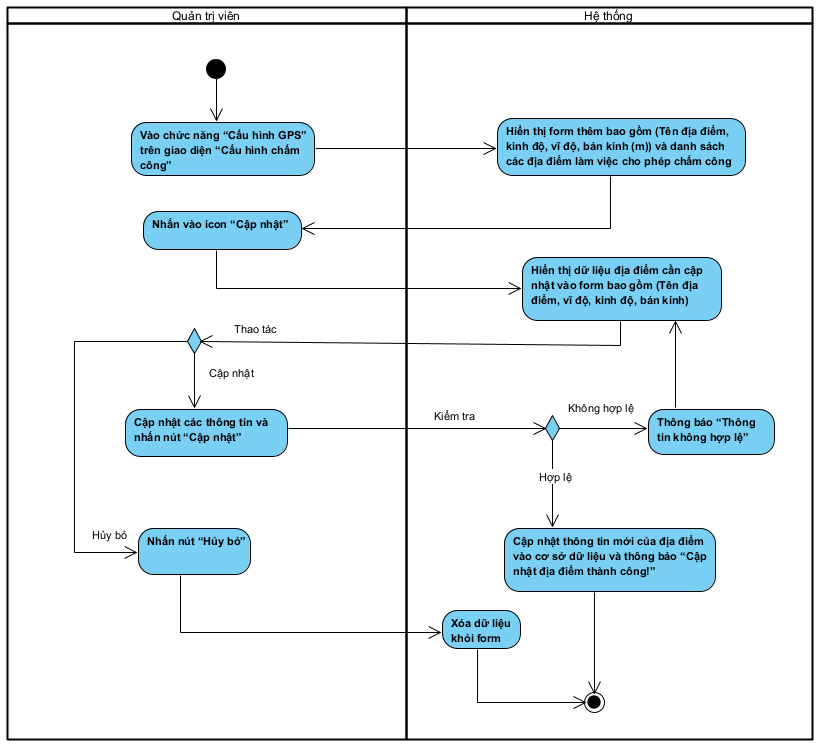 Quản trị viên
Hệ thống
Vào chức năng “Cấu hình GPS”
trên giao diện “Cấu hình chấm
công”
Hiển thị form thêm bao gồm (Tên địa điểm,
kinh độ, vĩ độ, bán kính (m)) và danh sách
các địa điểm làm việc cho phép chấm công
Nhấn vào icon “Cập nhật”
Hiển thị dữ liệu địa điểm cần cập
nhật vào form bao gồm (Tên địa
điểm, vĩ độ, kinh độ, bán kính)
Thao tác
Cập nhật
Cập nhật các thông tin và
nhấn nút “Cập nhật”
Kiểm tra
Không hợp lệ
Thông báo “Thông
tin không hợp lệ”
Hợp lệ
Hủy bỏ
Nhấn nút “Hủy bỏ”
Cập nhật thông tin mới của địa điểm
vào cơ sở dữ liệu và thông báo “Cập
nhật địa điểm thành công!”
Xóa dữ liệu
khỏi form